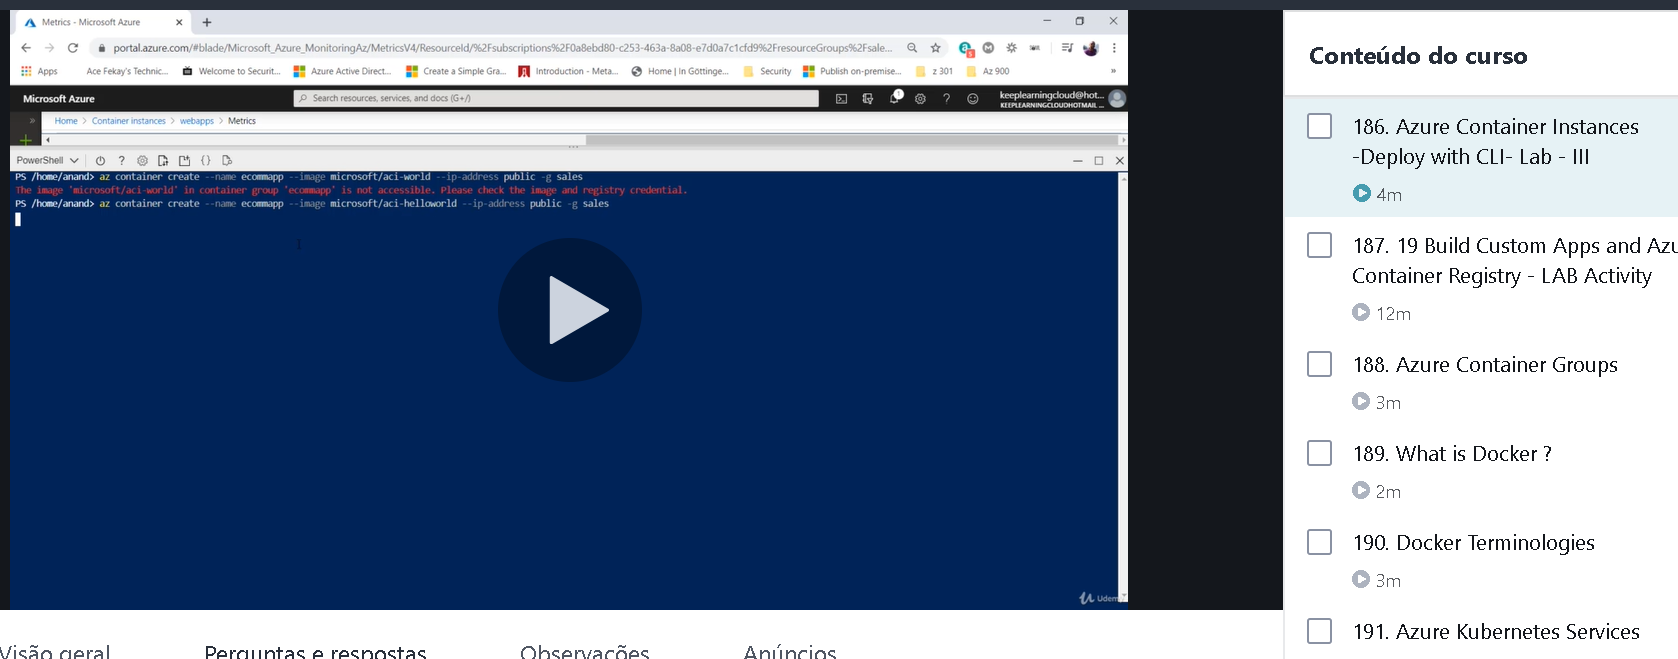 Metrics - Microsoft Azure
portal.azure.com/#blade/Microsoft_Azure_MonitoringAz/MetricsV4/ResourceId/%2Fsubscriptions%2F0a8ebd80-c253-463a-8a08-e7d0a7c1cfd9%2FresourceGroups%2Fsale...
Apps Ace Fekay's Technic... Welcome to Securit... Azure Active Direct... Create a Simple Gra... Introduction - Meta... Home | In Göttinge... Security Publish on-premise... z 301 Az 900 »
Microsoft Azure
Search resources, services, and docs (G+/)
1
keeplearningcloud@hot...
KEEPLEARNINGCLOUDHOTMAIL ...
» Home > Container instances > webapps > Metrics
PowerShell
PS /home/anand> az container create --name ecommapp --image microsoft/aci-world --ip-address public -g sales
The image 'microsoft/aci-world' in container group 'ecommapp' is not accessible. Please check the image and registry credential.
PS /home/anand> az container create --name ecommapp --image microsoft/aci-helloworld --ip-address public -g sales
Udemy
Visão geral Perguntas e respostas Observações Anúncios
Conteúdo do curso
186. Azure Container Instances
-Deploy with CLI- Lab - III
4m
187. 19 Build Custom Apps and Azu
Container Registry - LAB Activity
12m
188. Azure Container Groups
3m
189. What is Docker ?
2m
190. Docker Terminologies
3m
191. Azure Kubernetes Services